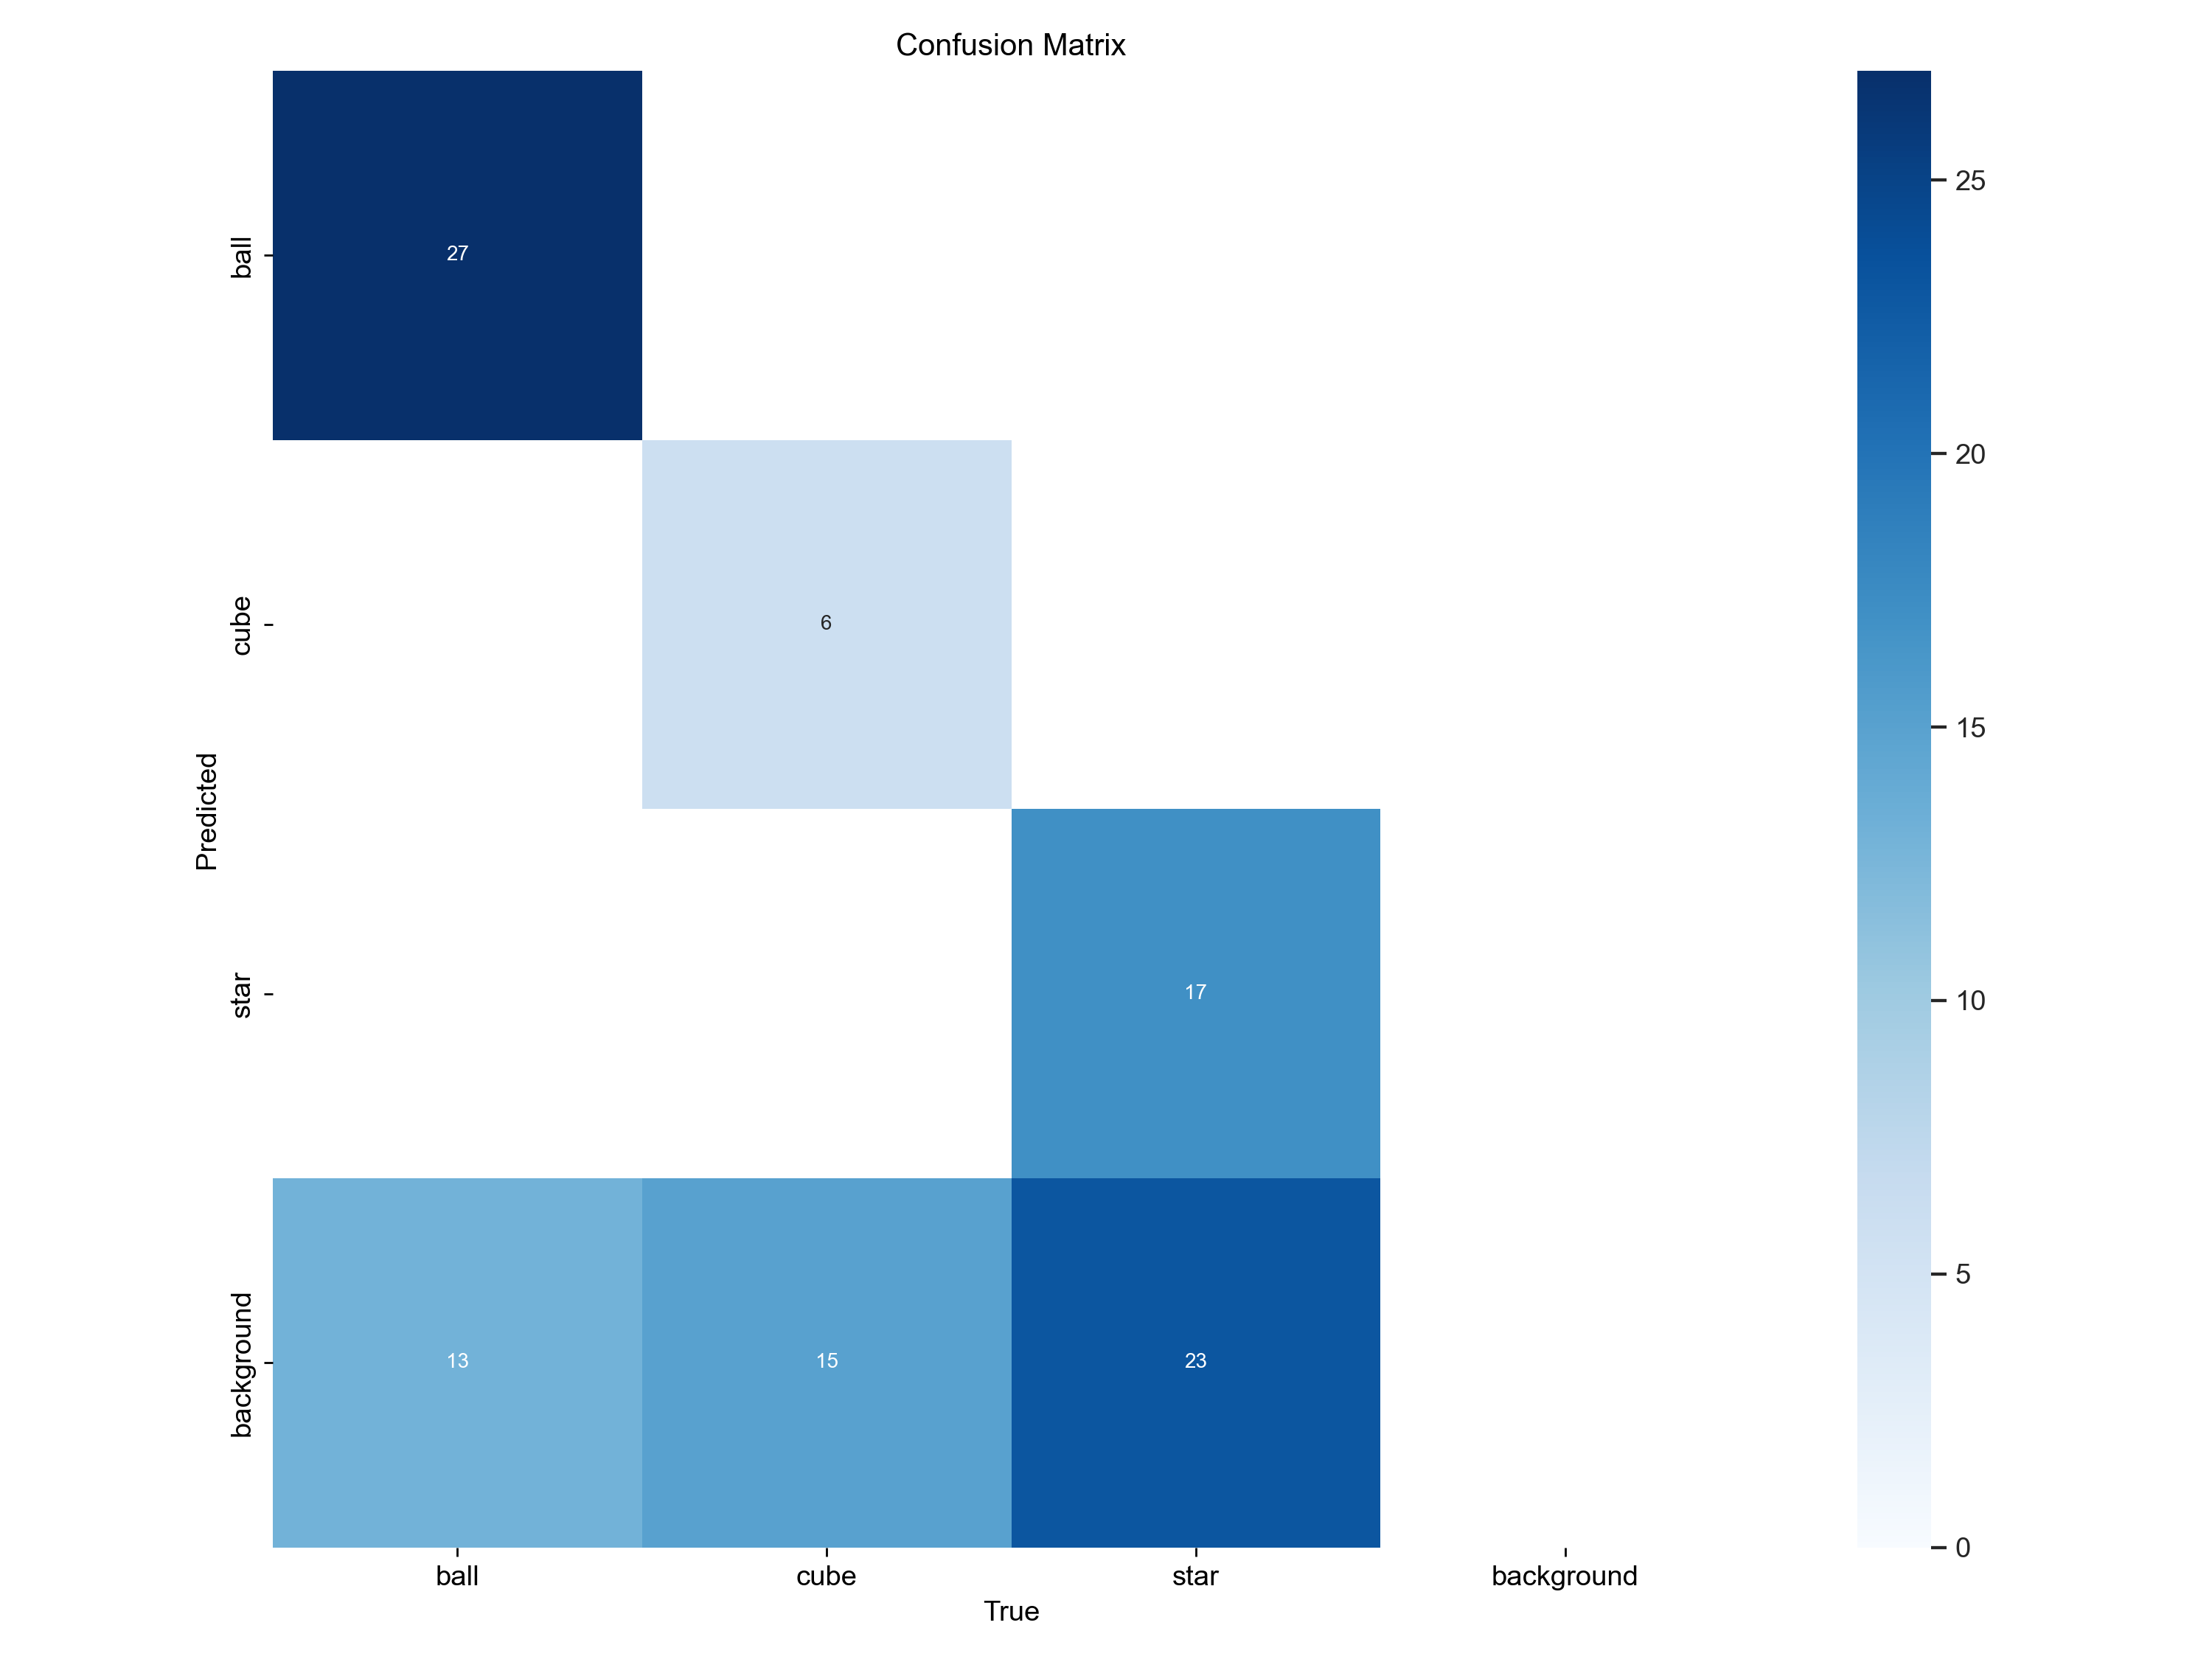 Confusion Matrix
ball
27
cube
6
star
17
background
13 15 23
Predicted
ball cube star background
True
25
20
15
10
5
0